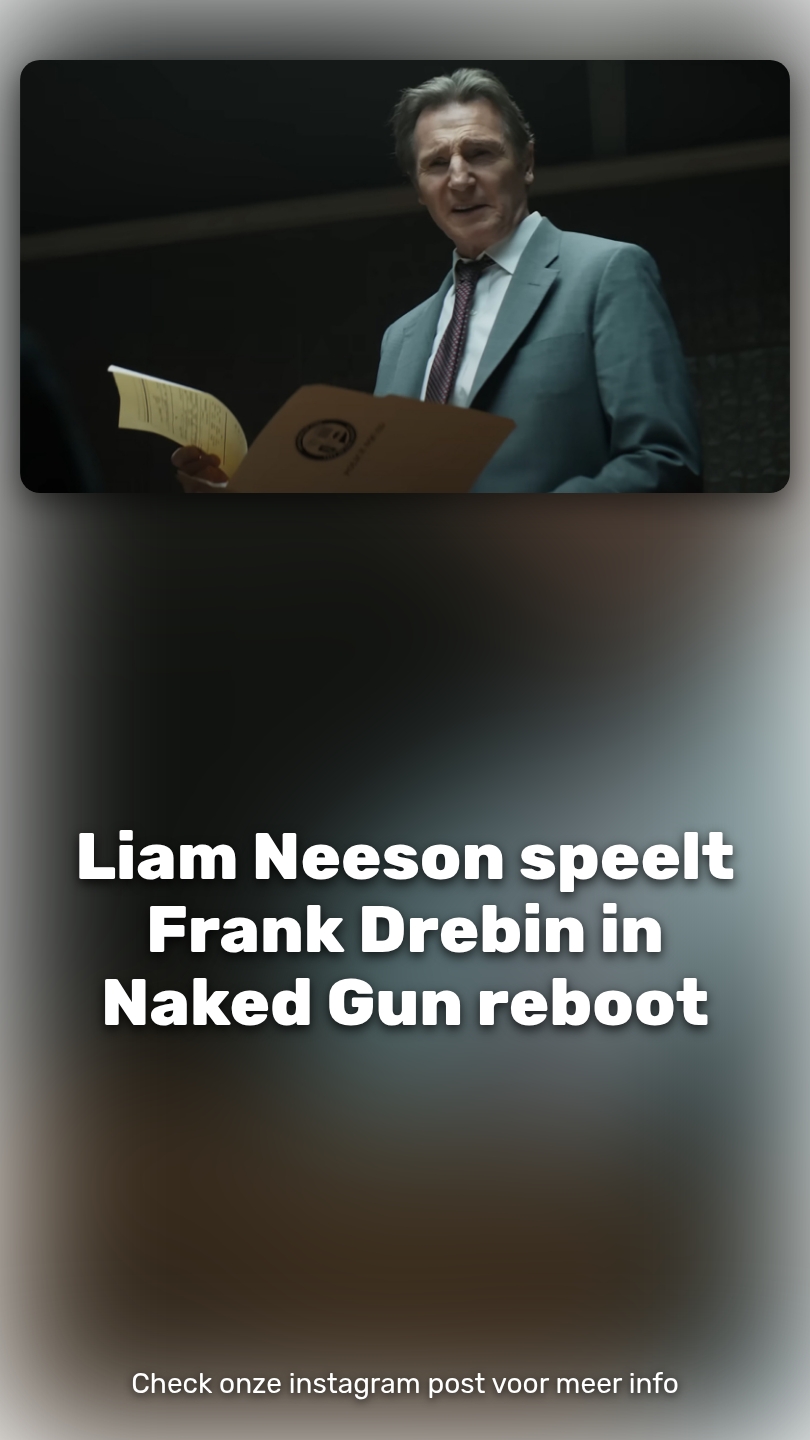 Liam Neeson speelt
Frank Drebin in
Naked Gun reboot
Check onze instagram post voor meer info